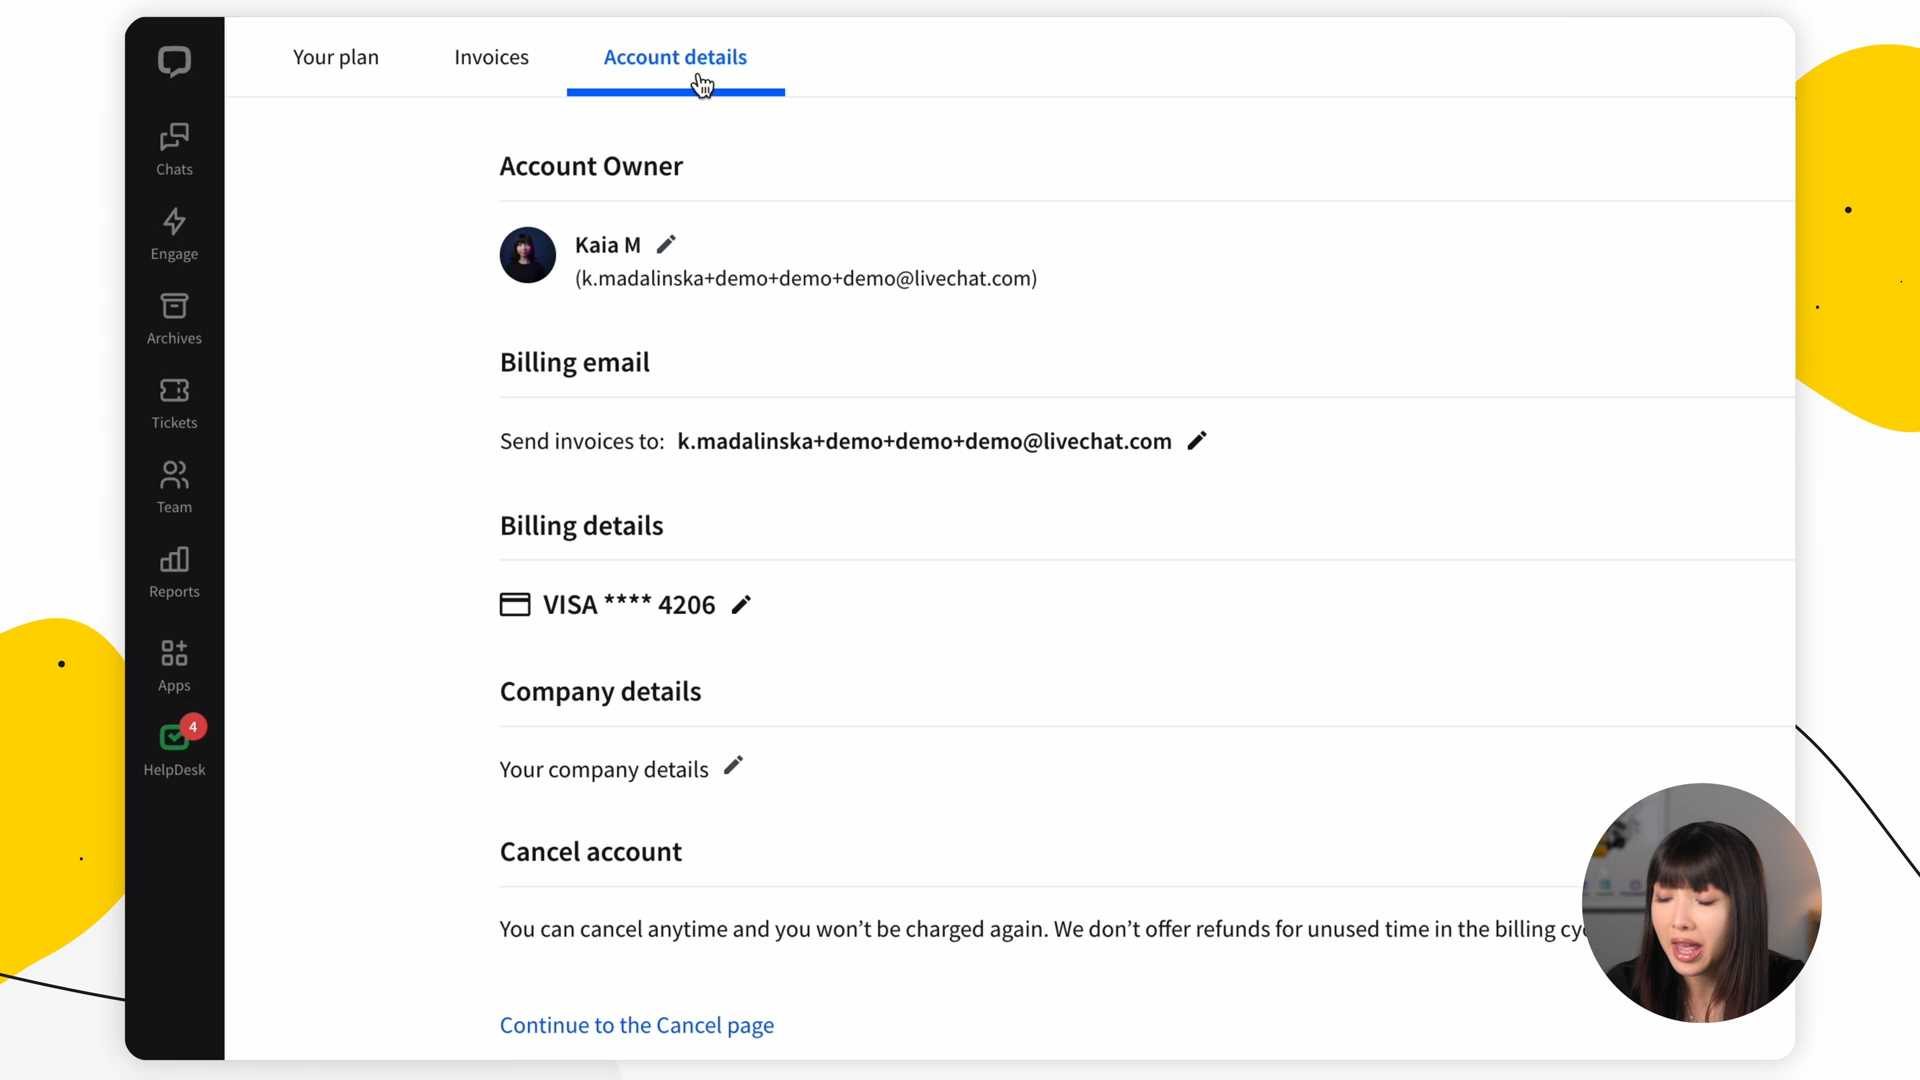 Your plan
Invoices
Account details
Chats
Engage
Archives
Tickets
Team
Reports
Apps
4
HelpDesk
Account Owner
Kaia M
(k.madalinska+demo+demo+demo@livechat.com)
Billing email
Send invoices to: k.madalinska+demo+demo+demo@livechat.com
Billing details
VISA **** 4206
Company details
Your company details
Cancel account
You can cancel anytime and you won’t be charged again. We don’t offer refunds for unused time in the billing
Continue to the Cancel page